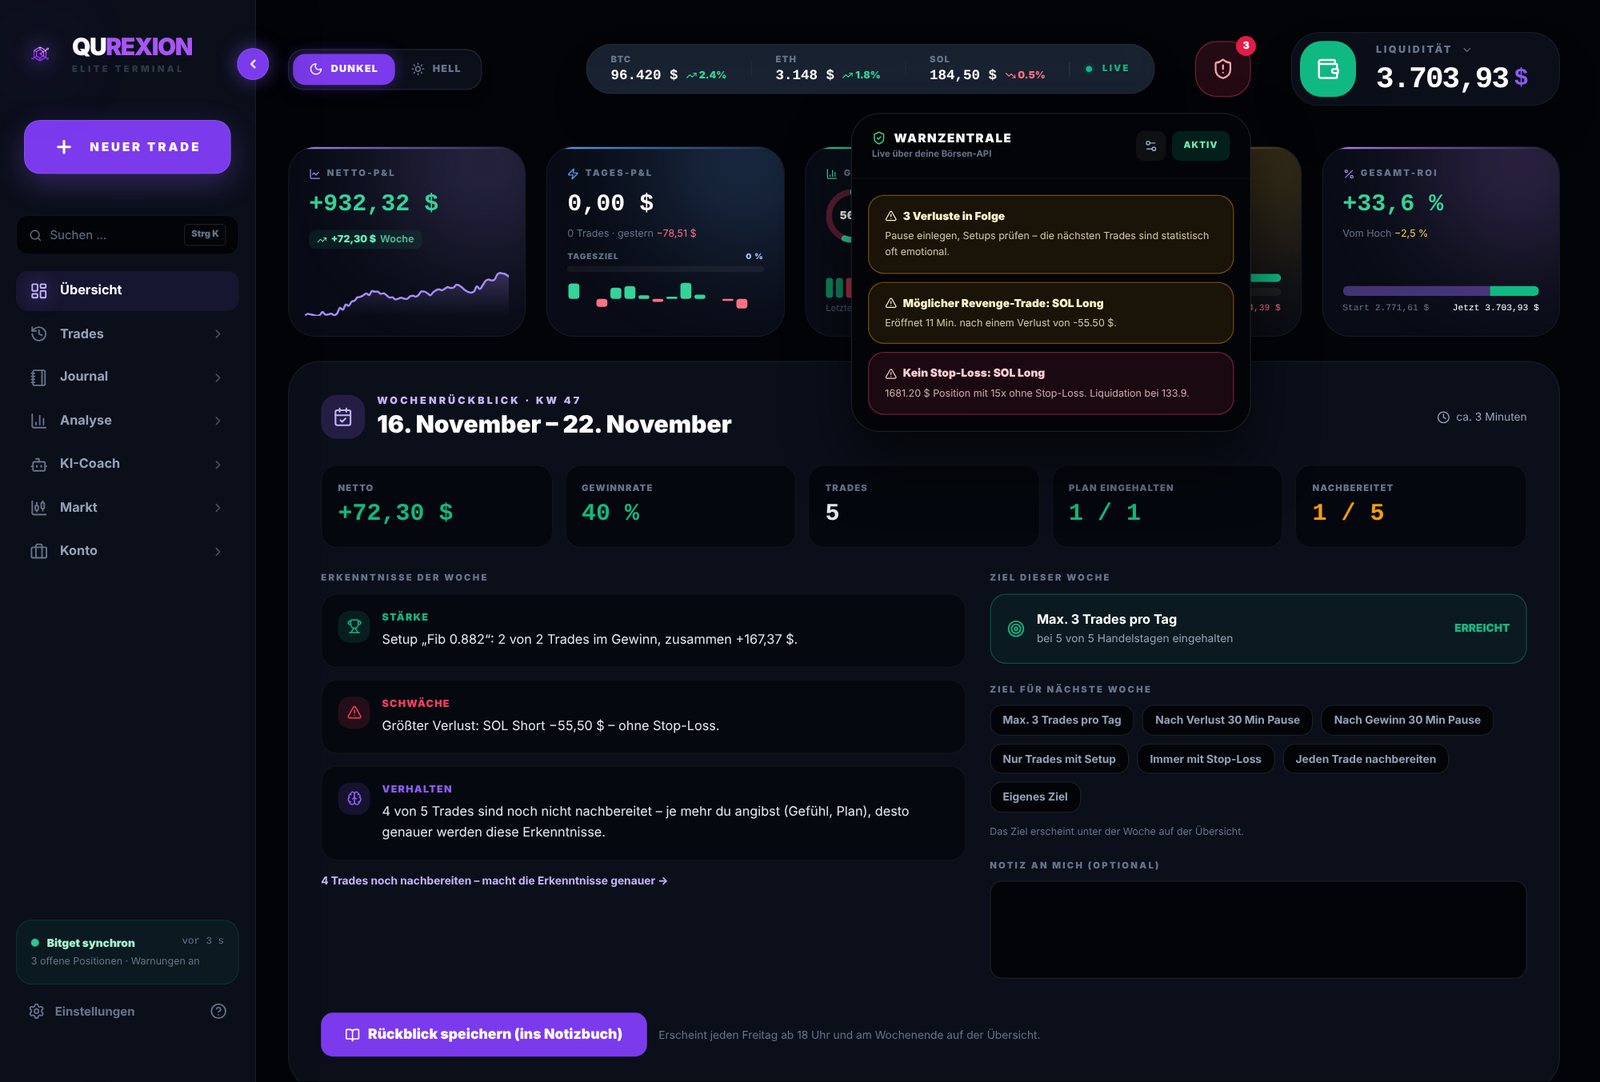 QUREXION
ELITE TERMINAL
NEUER TRADE
Suchen ...
Strg K
Übersicht
Trades
Journal
Analyse
KI-Coach
Markt
Konto
Bitget synchron
vor 3 s
3 offene Positionen · Warnungen an
Einstellungen
DUNKEL
HELL
BTC
96.420 $ 2.4%
ETH
3.148 $ 1.8%
SOL
184,50 $ 0.5%
LIVE
3
LIQUIDITÄT
3.703,93 $
NETTO-P&L
+932,32 $
+72,30 $ Woche
TAGES-P&L
0,00 $
0 Trades · gestern −78,51 $
TAGESZIEL
0 %
WARNZENTRALE
Live über deine Börsen-API
AKTIV
3 Verluste in Folge
Pause einlegen, Setups prüfen – die nächsten Trades sind statistisch
oft emotional.
Möglicher Revenge-Trade: SOL Long
Eröffnet 11 Min. nach einem Verlust von -55.50 $.
Kein Stop-Loss: SOL Long
1681.20 $ Position mit 15x ohne Stop-Loss. Liquidation bei 133.9.
GESAMT-ROI
+33,6 %
Vom Hoch −2,5 %
Start 2.771,61 $
Jetzt 3.703,93 $
WOCHENRÜCKBLICK · KW 47
16. November – 22. November
ca. 3 Minuten
NETTO
+72,30 $
GEWINNRATE
40 %
TRADES
5
PLAN EINGEHALTEN
1 / 1
NACHBEREITET
1 / 5
ERKENNTNISSE DER WOCHE
STÄRKE
Setup „Fib 0.882“: 2 von 2 Trades im Gewinn, zusammen +167,37 $.
SCHWÄCHE
Größter Verlust: SOL Short −55,50 $ – ohne Stop-Loss.
VERHALTEN
4 von 5 Trades sind noch nicht nachbereitet – je mehr du angibst (Gefühl, Plan), desto
genauer werden diese Erkenntnisse.
4 Trades noch nachbereiten – macht die Erkenntnisse genauer →
ZIEL DIESER WOCHE
Max. 3 Trades pro Tag
bei 5 von 5 Handelstagen eingehalten
ERREICHT
ZIEL FÜR NÄCHSTE WOCHE
Max. 3 Trades pro Tag
Nach Verlust 30 Min Pause
Nach Gewinn 30 Min Pause
Nur Trades mit Setup
Immer mit Stop-Loss
Jeden Trade nachbereiten
Eigenes Ziel
Das Ziel erscheint unter der Woche auf der Übersicht.
NOTIZ AN MICH (OPTIONAL)
Rückblick speichern (ins Notizbuch)
Erscheint jeden Freitag ab 18 Uhr und am Wochenende auf der Übersicht.